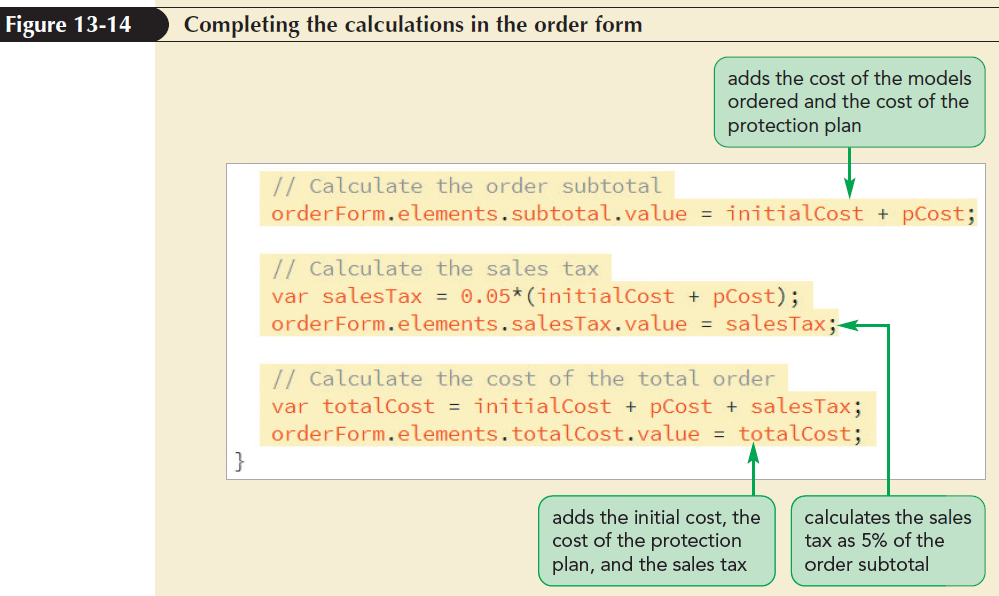 Figure 13-14 Completing the calculations in the order form
adds the cost of the models
ordered and the cost of the
protection plan
// Calculate the order subtotal
orderForm.elements.subtotal.value = initialCost + pCost;
// Calculate the sales tax
var salesTax = 0.05*(initialCost + pCost);
orderForm.elements.salesTax.value = salesTax;
// Calculate the cost of the total order
var totalCost = initialCost + pCost + salesTax;
orderForm.elements.totalCost.value = totalCost;
}
adds the initial cost, the
cost of the protection
plan, and the sales tax
calculates the sales
tax as 5% of the
order subtotal